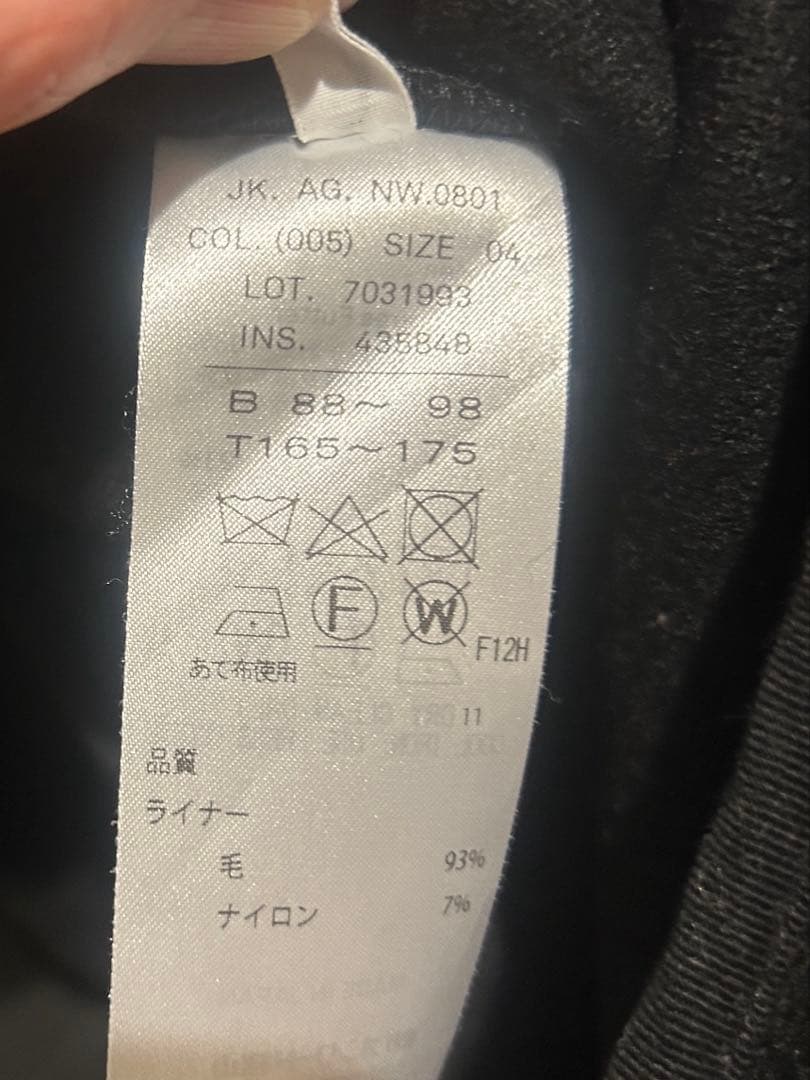 JK. AG. NW.0801
COL. (005) SIZE 04
LOT. 7031993
INS. 435848
B 88～ 98
T165～175
F W
F12H
あて布使用
11
品質
ライナー
毛 93%
ナイロン 7%